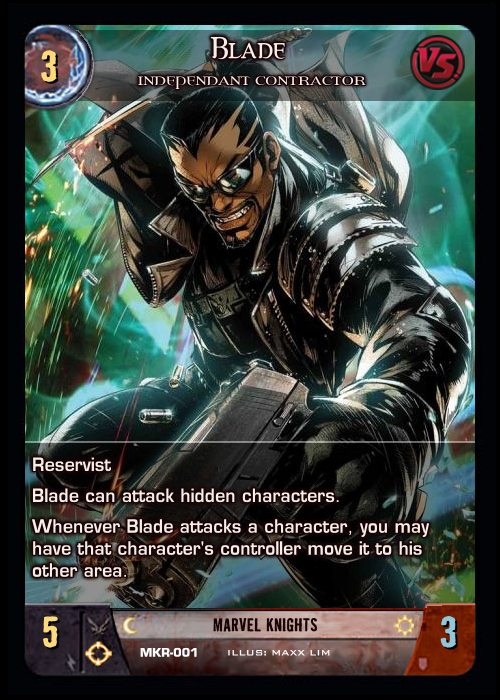 3
BLADE
VS.
INDEPENDANT CONTRACTOR
Reservist
Blade can attack hidden characters.
Whenever Blade attacks a character, you may
have that character's controller move it to his
other area.
5
MARVEL KNIGHTS
3
MKR-001 ILLUS: MAXX LIM